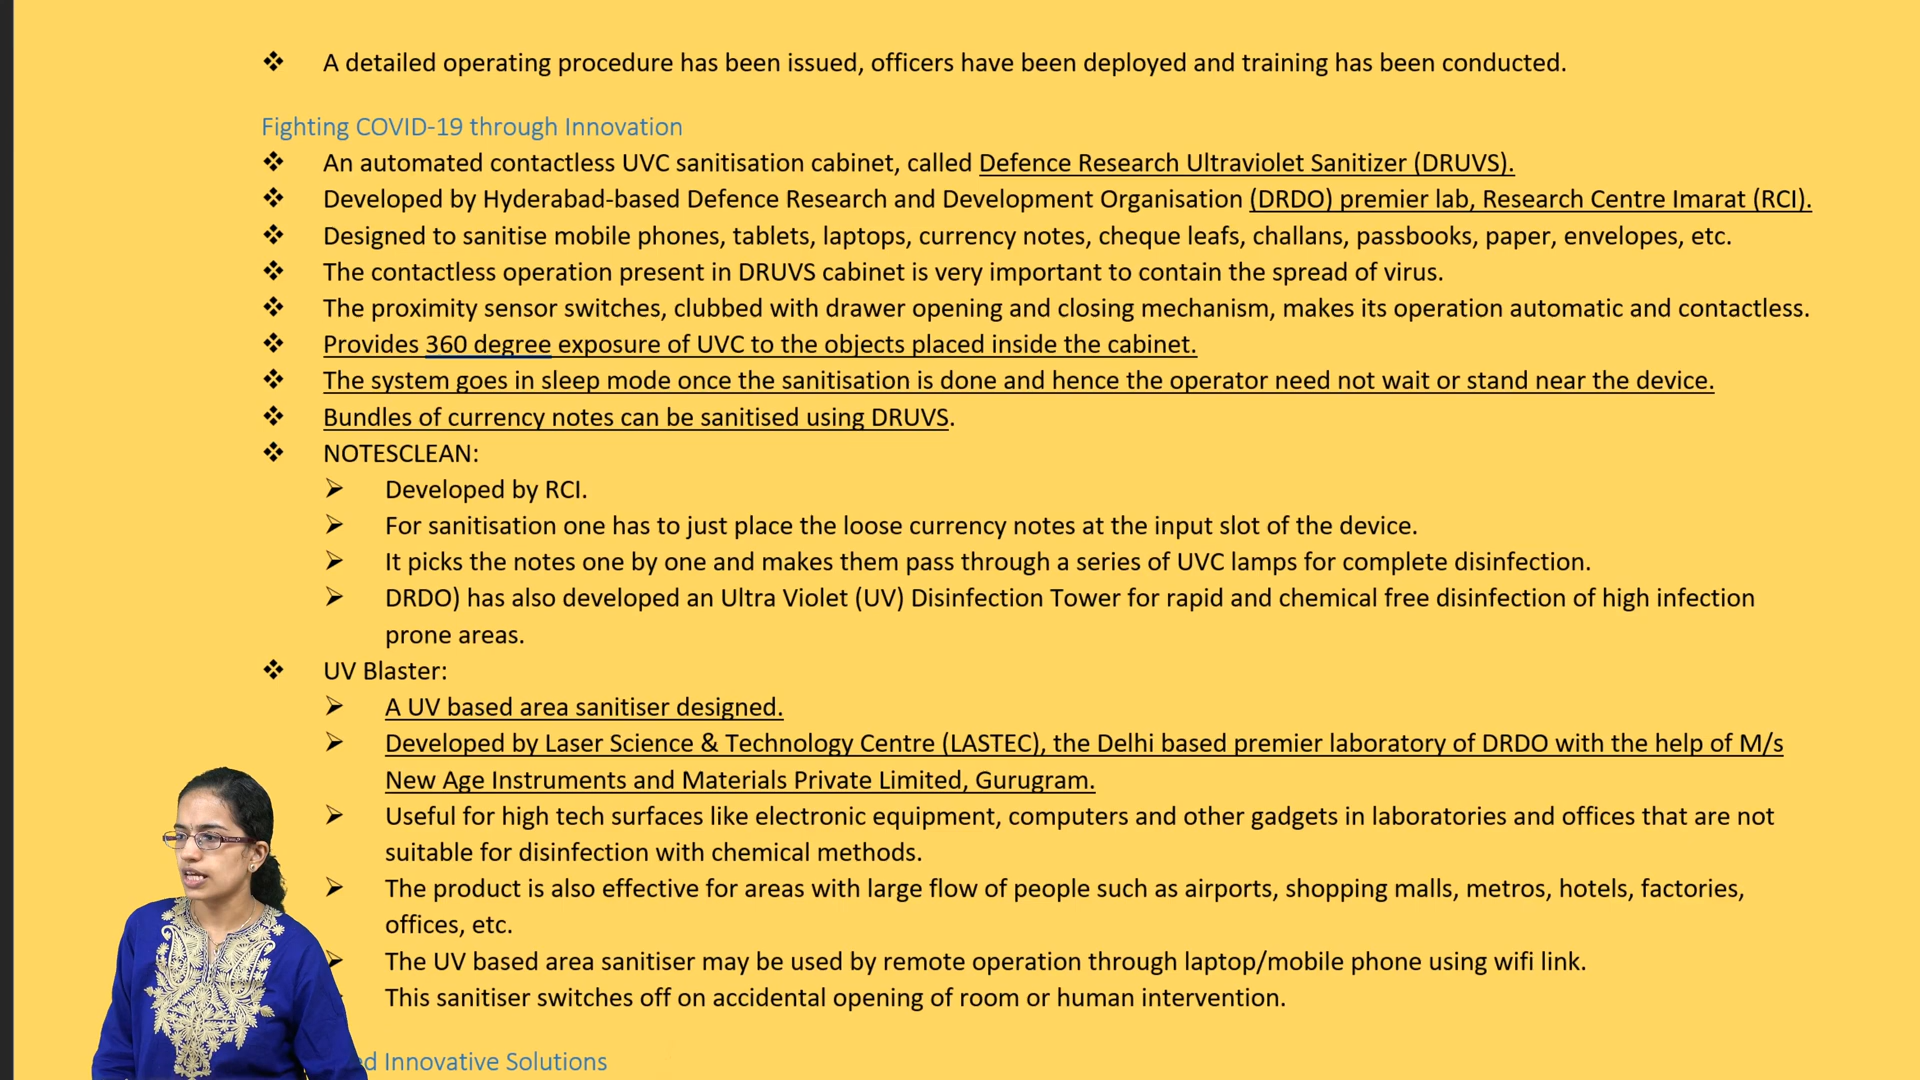 A detailed operating procedure has been issued, officers have been deployed and training has been conducted.
Fighting COVID-19 through Innovation
An automated contactless UVC sanitisation cabinet, called Defence Research Ultraviolet Sanitizer (DRUVS).
Developed by Hyderabad-based Defence Research and Development Organisation (DRDO) premier lab, Research Centre Imarat (RCI).
Designed to sanitise mobile phones, tablets, laptops, currency notes, cheque leafs, challans, passbooks, paper, envelopes, etc.
The contactless operation present in DRUVS cabinet is very important to contain the spread of virus.
The proximity sensor switches, clubbed with drawer opening and closing mechanism, makes its operation automatic and contactless.
Provides 360 degree exposure of UVC to the objects placed inside the cabinet.
The system goes in sleep mode once the sanitisation is done and hence the operator need not wait or stand near the device.
Bundles of currency notes can be sanitised using DRUVS.
NOTESCLEAN:
Developed by RCI.
For sanitisation one has to just place the loose currency notes at the input slot of the device.
It picks the notes one by one and makes them pass through a series of UVC lamps for complete disinfection.
DRDO) has also developed an Ultra Violet (UV) Disinfection Tower for rapid and chemical free disinfection of high infection
prone areas.
UV Blaster:
A UV based area sanitiser designed.
Developed by Laser Science & Technology Centre (LASTEC), the Delhi based premier laboratory of DRDO with the help of M/s
New Age Instruments and Materials Private Limited, Gurugram.
Useful for high tech surfaces like electronic equipment, computers and other gadgets in laboratories and offices that are not
suitable for disinfection with chemical methods.
The product is also effective for areas with large flow of people such as airports, shopping malls, metros, hotels, factories,
offices, etc.
The UV based area sanitiser may be used by remote operation through laptop/mobile phone using wifi link.
This sanitiser switches off on accidental opening of room or human intervention.
Innovative Solutions